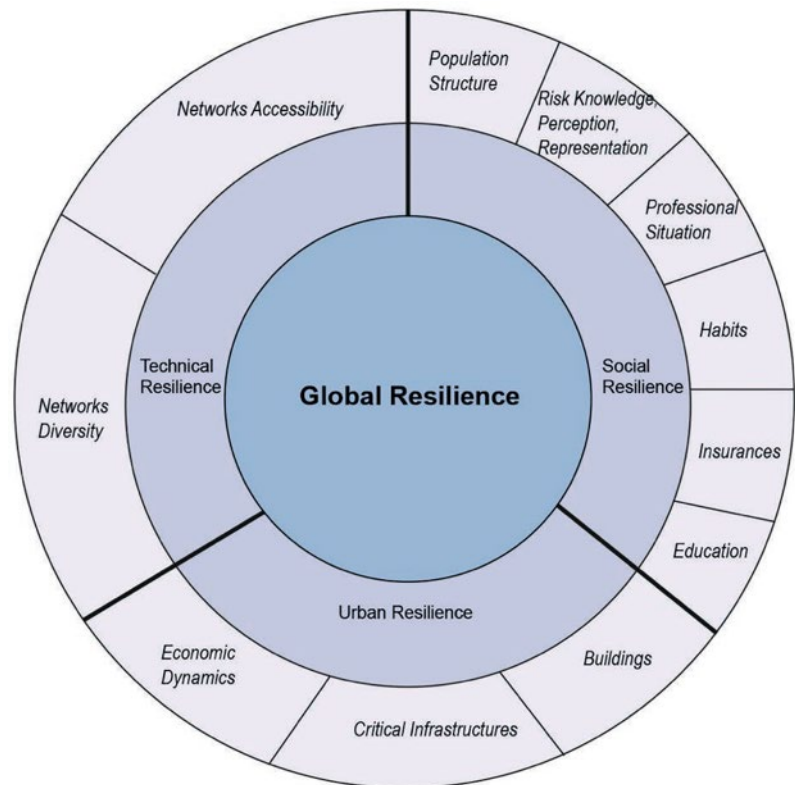 Population
Structure
Risk Knowledge,
Perception,
Representation
Networks Accessibility
Professional
Situation
Habits
Technical
Resilience
Global Resilience
Social
Resilience
Networks
Diversity
Insurances
Education
Urban Resilience
Economic
Dynamics
Buildings
Critical Infrastructures